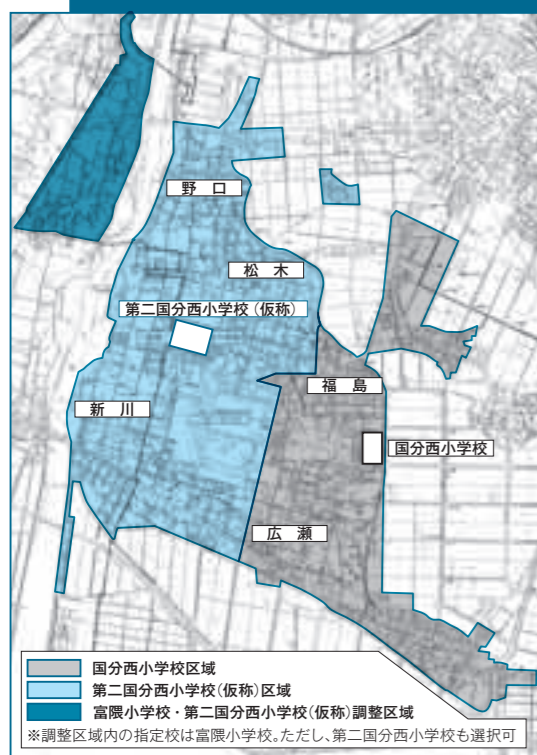 野口
松木
第二国分西小学校(仮称)
福島
新川
国分西小学校
広瀬
国分西小学校区域
第二国分西小学校(仮称)区域
富隈小学校・第二国分西小学校(仮称)調整区域
※調整区域内の指定校は富隈小学校。ただし、第二国分西小学校も選択可